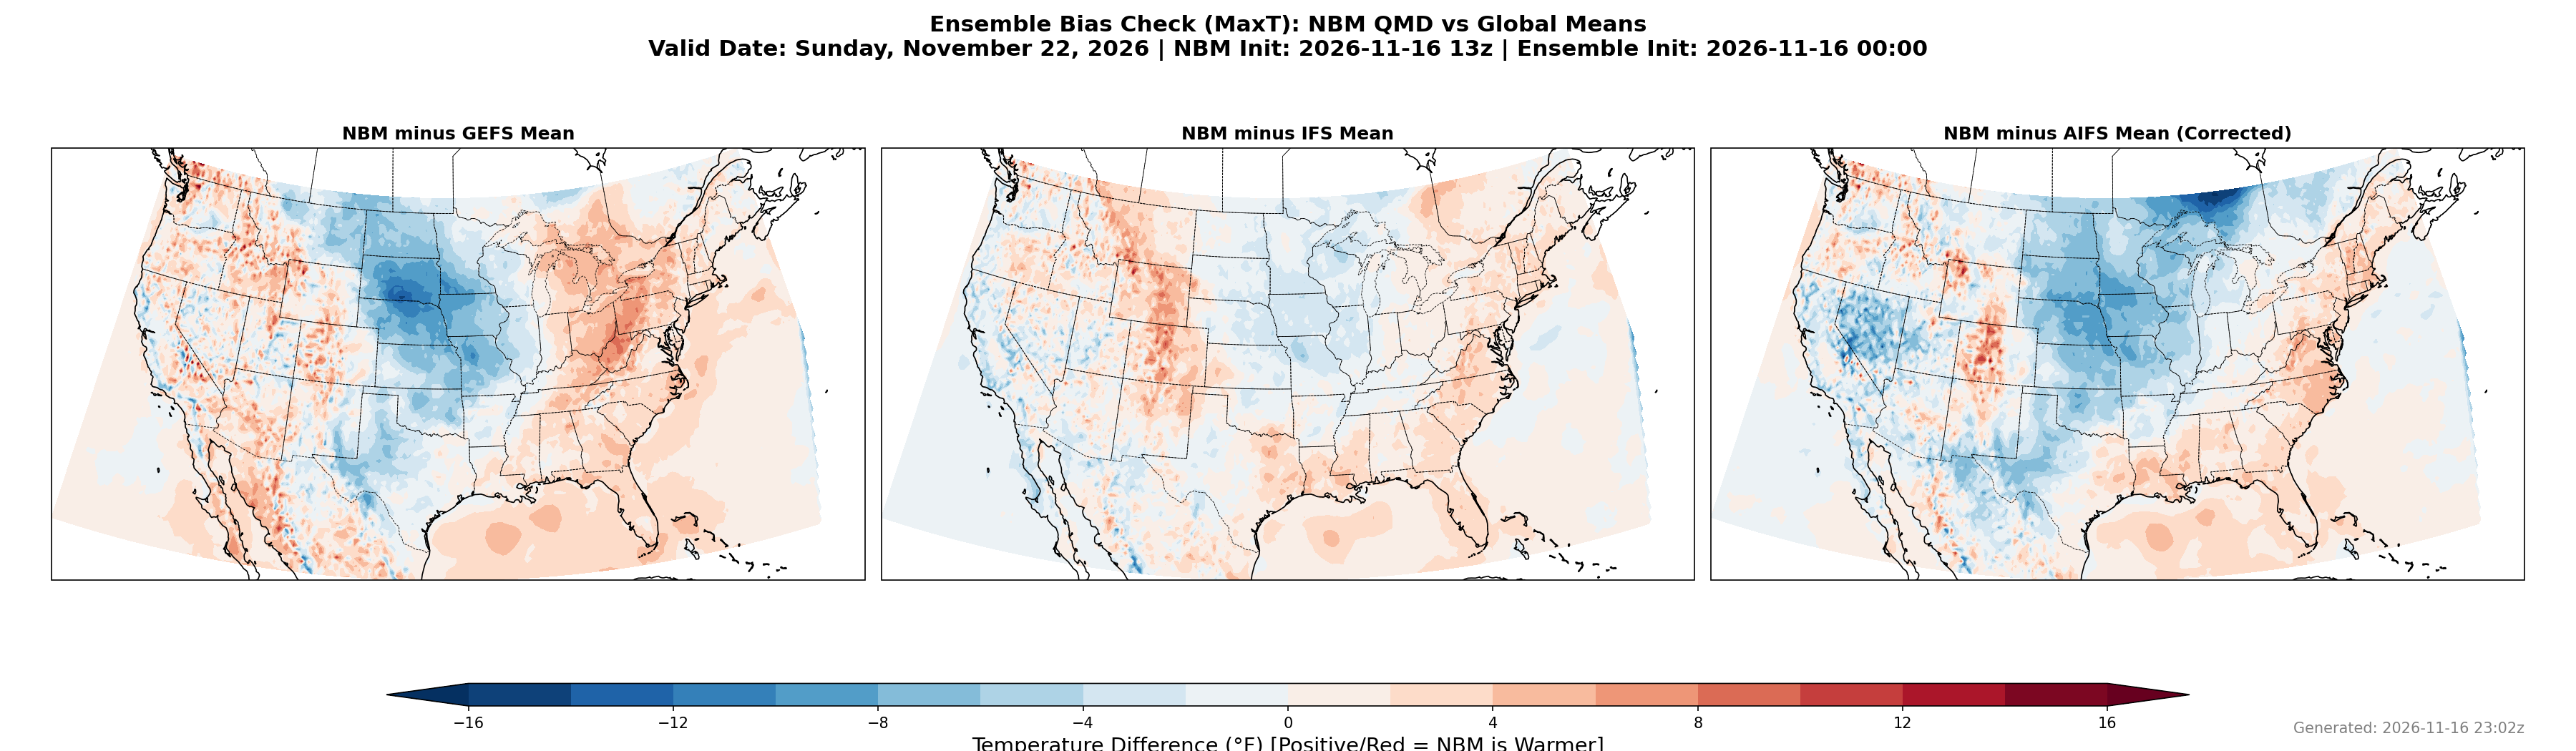 Ensemble Bias Check (MaxT): NBM QMD vs Global Means
Valid Date: Sunday, November 22, 2026 | NBM Init: 2026-11-16 13z | Ensemble Init: 2026-11-16 00:00
NBM minus GEFS Mean
NBM minus IFS Mean
NBM minus AIFS Mean (Corrected)
−16 −12 −8 −4 0 4 8 12 16
Temperature Difference (°F) [Positive/Red = NBM is Warmer]
Generated: 2026-11-16 23:02z